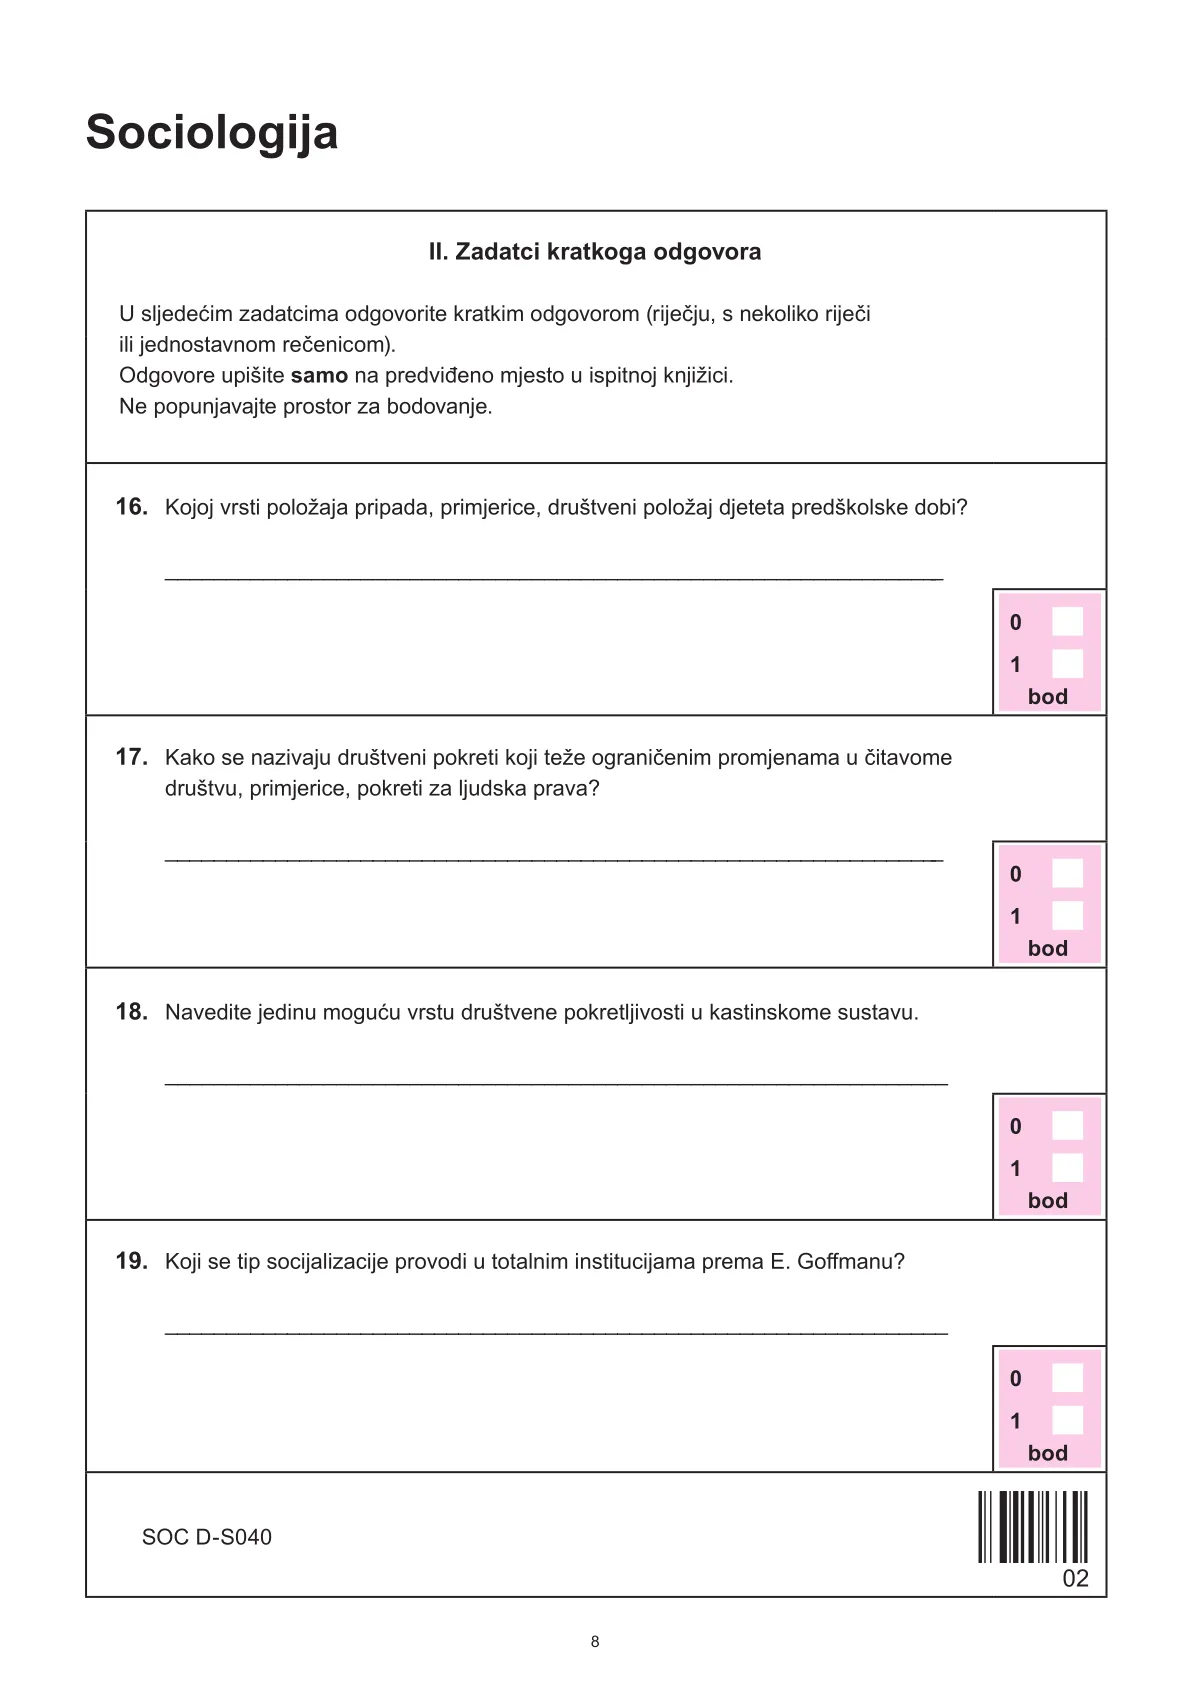 Sociologija
II. Zadatci kratkoga odgovora
U sljedećim zadatcima odgovorite kratkim odgovorom (riječju, s nekoliko riječi
ili jednostavnom rečenicom).
Odgovore upišite samo na predviđeno mjesto u ispitnoj knjižici.
Ne popunjavajte prostor za bodovanje.
16. Kojoj vrsti položaja pripada, primjerice, društveni položaj djeteta predškolske dobi?
0
1
bod
17. Kako se nazivaju društveni pokreti koji teže ograničenim promjenama u čitavome
društvu, primjerice, pokreti za ljudska prava?
0
1
bod
18. Navedite jedinu moguću vrstu društvene pokretljivosti u kastinskome sustavu.
0
1
bod
19. Koji se tip socijalizacije provodi u totalnim institucijama prema E. Goffmanu?
0
1
bod
SOC D-S040
02
8